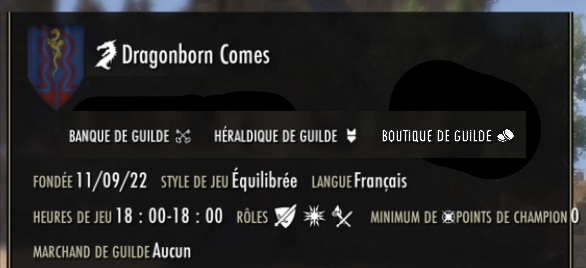 Dragonborn Comes
BANQUE DE GUILDE HÉRALDIQUE DE GUILDE BOUTIQUE DE GUILDE
FONDÉE 11/09/22 STYLE DE JEU Équilibrée LANGUE Français
HEURES DE JEU 18 : 00-18 : 00 RÔLES MINIMUM DE POINTS DE CHAMPION 0
MARCHAND DE GUILDE Aucun